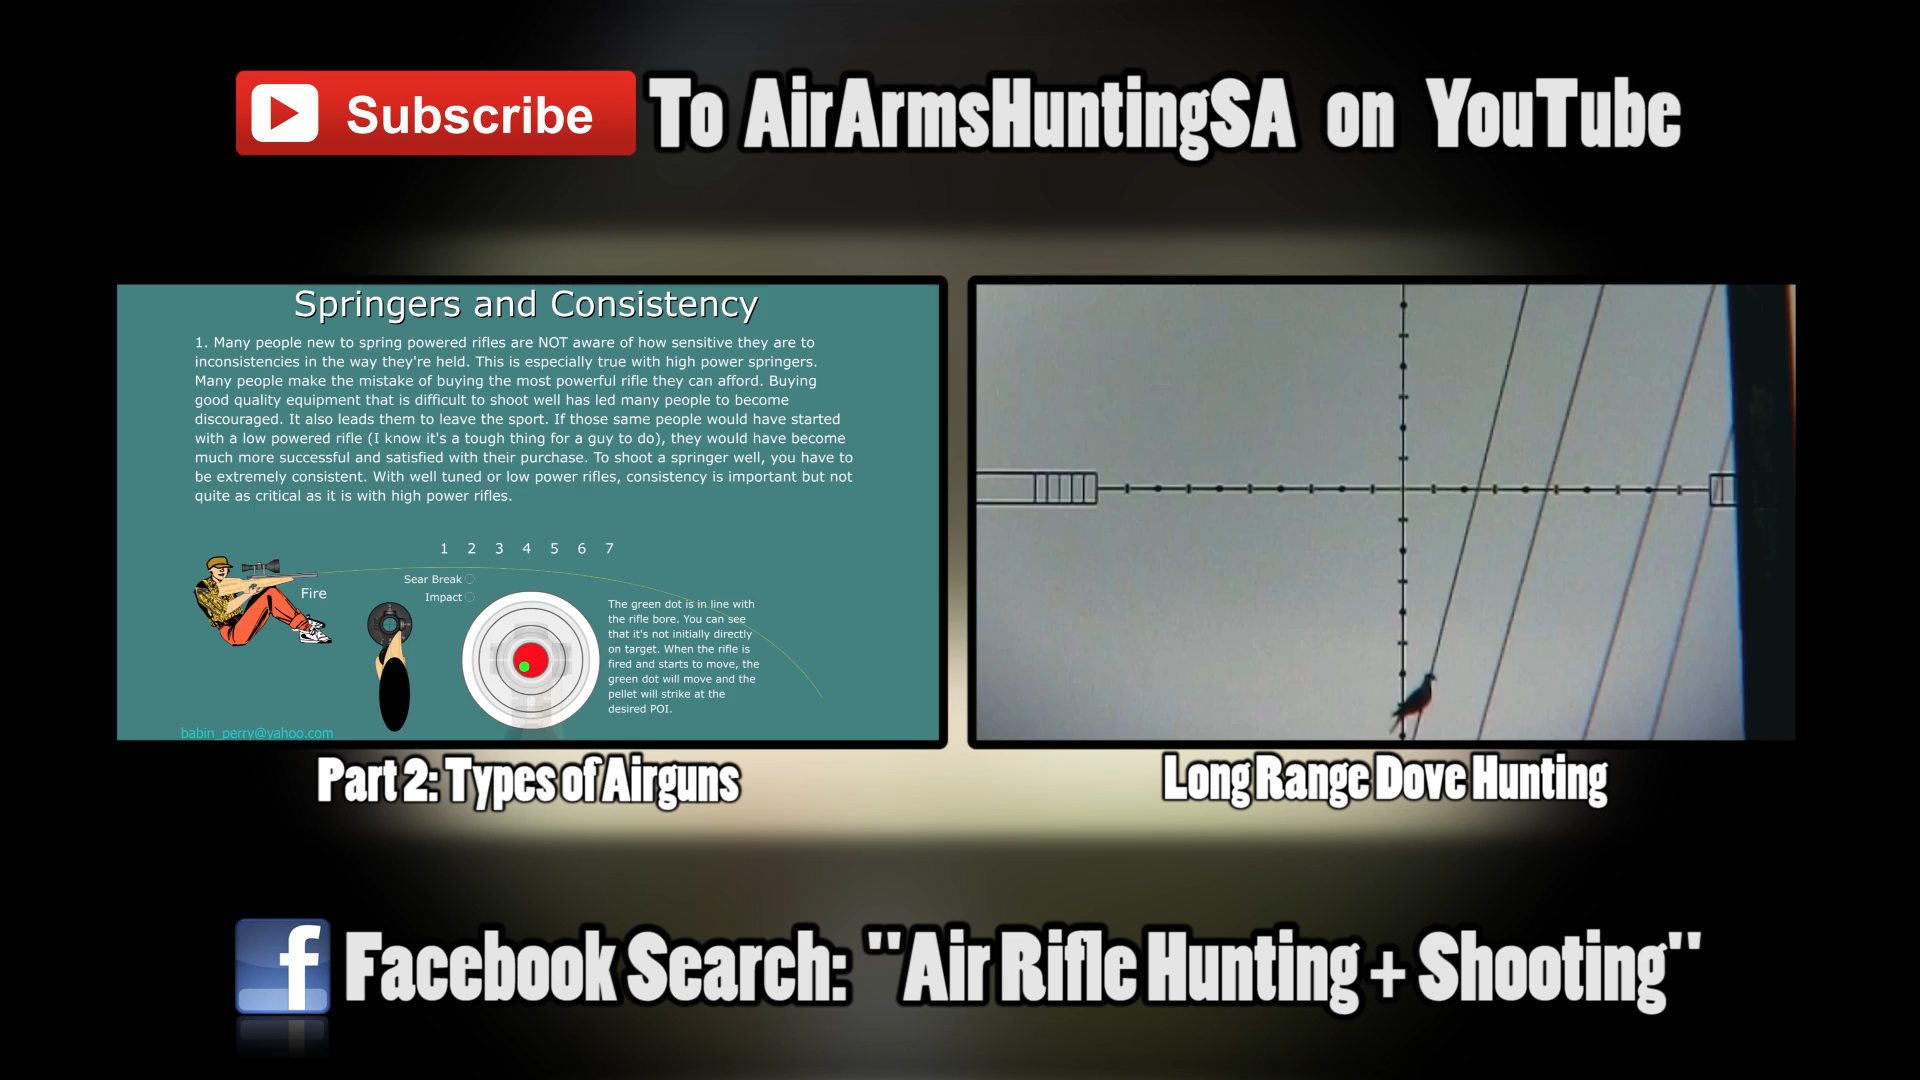 Subscribe To AirArmsHuntingSA on YouTube
Springers and Consistency
1. Many people new to spring powered rifles are NOT aware of how sensitive they are to
inconsistencies in the way they're held. This is especially true with high power springers.
Many people make the mistake of buying the most powerful rifle they can afford. Buying
good quality equipment that is difficult to shoot well has led many people to become
discouraged. It also leads them to leave the sport. If those same people would have started
with a low powered rifle (I know it's a tough thing for a guy to do), they would have become
much more successful and satisfied with their purchase. To shoot a springer well, you have to
be extremely consistent. With well tuned or low power rifles, consistency is important but not
quite as critical as it is with high power rifles.
1 2 3 4 5 6 7
Sear Break
Impact
Fire
The green dot is in line with
the rifle bore. You can see
that it's not initially directly
on target. When the rifle is
fired and starts to move, the
green dot will move and the
pellet will strike at the
desired POI.
babin_perry@yahoo.com
Part 2: Types of Airguns
Long Range Dove Hunting
f Facebook Search: "Air Rifle Hunting + Shooting"